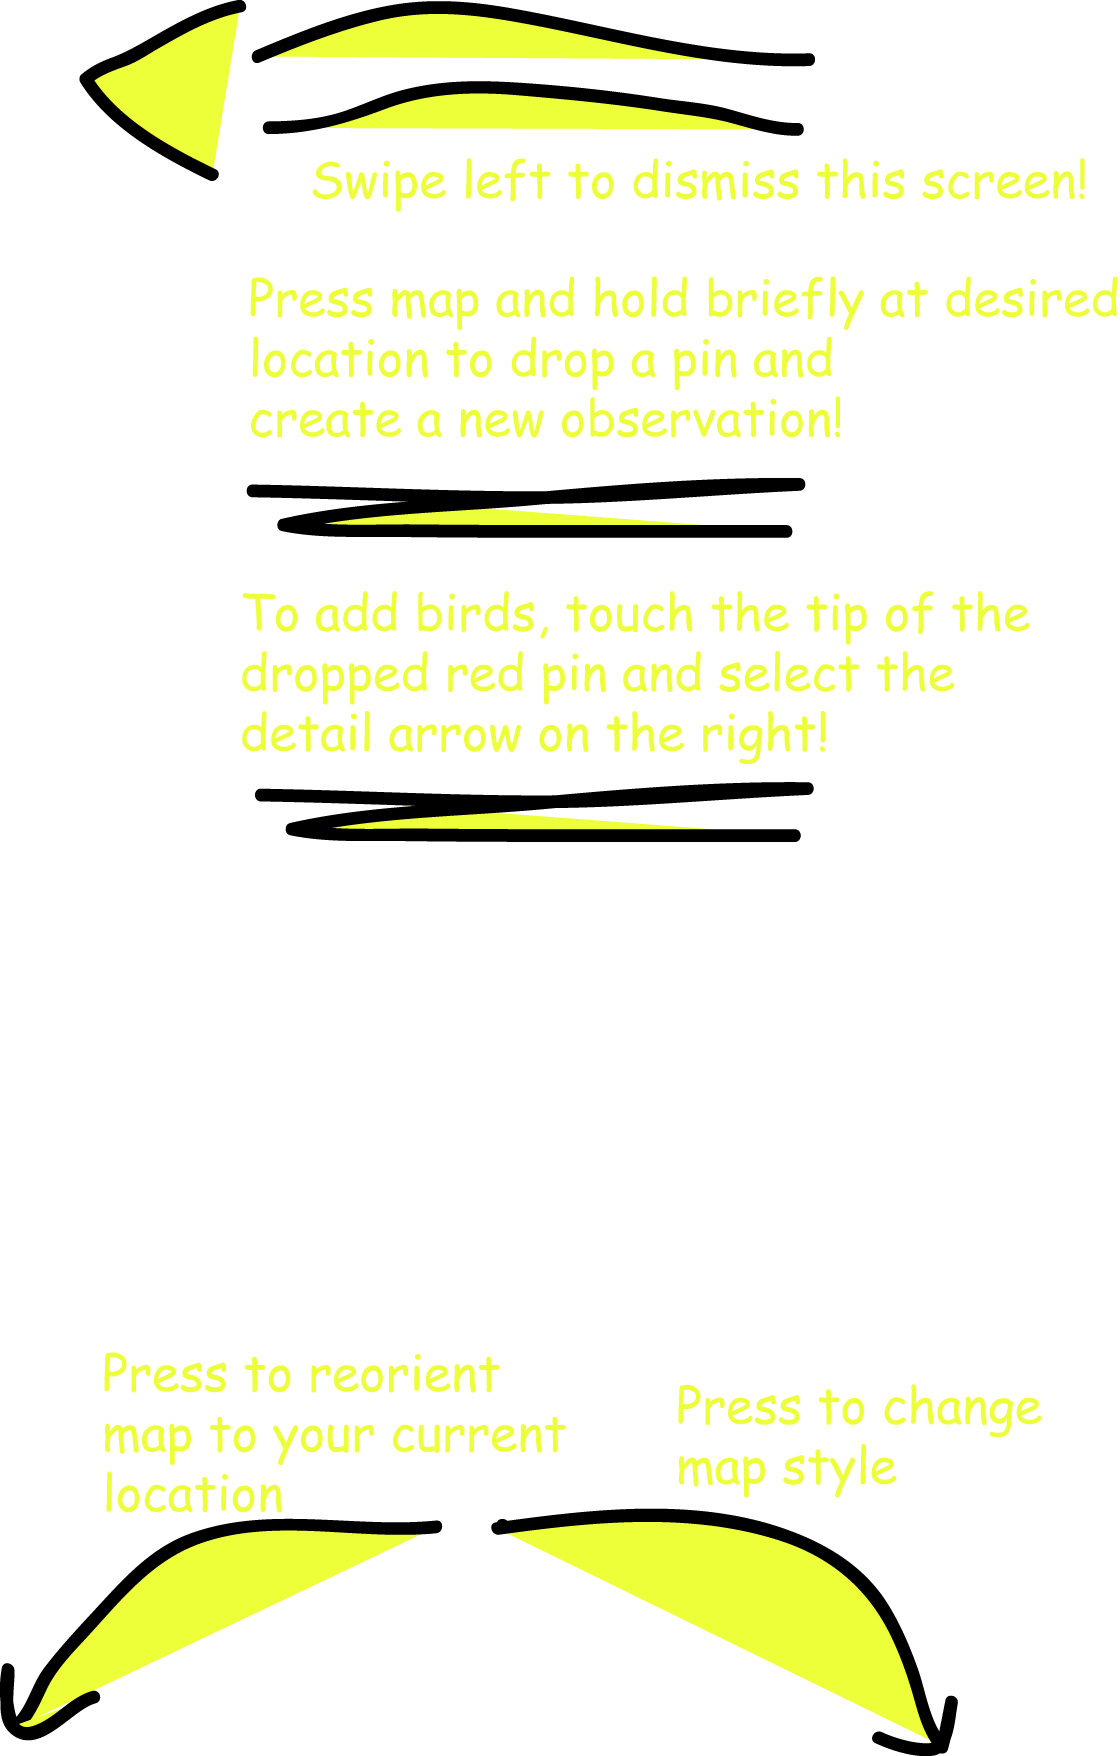 Swipe left to dismiss this screen!
Press map and hold briefly at desired
location to drop a pin and
create a new observation!
To add birds, touch the tip of the
dropped red pin and select the
detail arrow on the right!
Press to reorient
map to your current
location
Press to change
map style